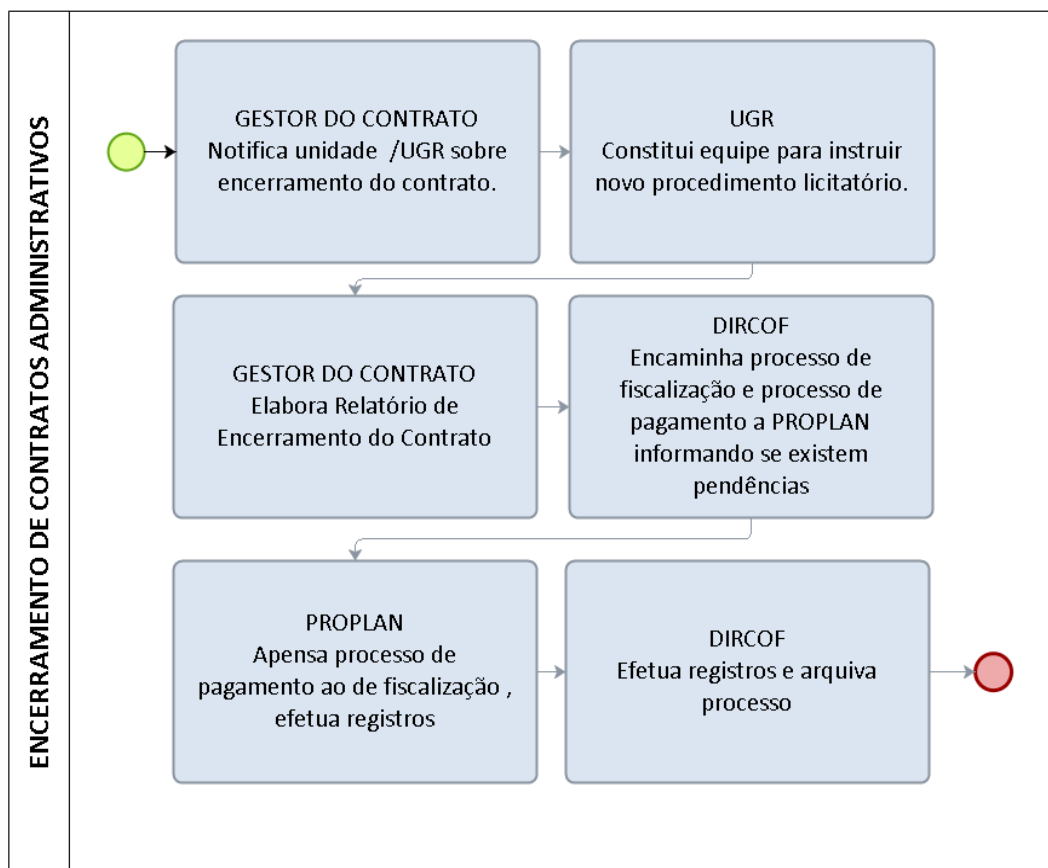 ENCERRAMENTO DE CONTRATOS ADMINISTRATIVOS
GESTOR DO CONTRATO
Notifica unidade /UGR sobre
encerramento do contrato.
UGR
Constitui equipe para instruir
novo procedimento licitatório.
GESTOR DO CONTRATO
Elabora Relatório de
Encerramento do Contrato
DIRCOF
Encaminha processo de
fiscalização e processo de
pagamento a PROPLAN
informando se existem
pendências
PROPLAN
Apensa processo de
pagamento ao de fiscalização ,
efetua registros
DIRCOF
Efetua registros e arquiva
processo